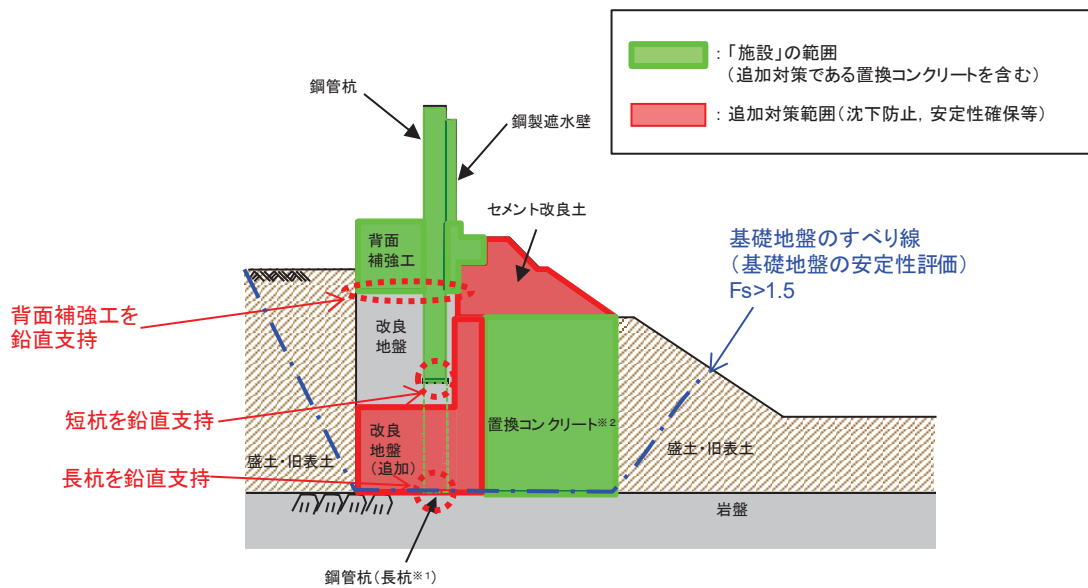 ：「施設」の範囲
（追加対策である置換コンクリートを含む）
：追加対策範囲（沈下防止，安定性確保等）
鋼管杭
鋼製遮水壁
セメント改良土
背面
補強工
基礎地盤のすべり線
（基礎地盤の安定性評価）
Fs>1.5
背面補強工を
鉛直支持
改良
地盤
短杭を鉛直支持
置換コンクリート※2
改良
地盤
（追加）
盛土・旧表土
盛土・旧表土
長杭を鉛直支持
岩盤
鋼管杭（長杭※1）